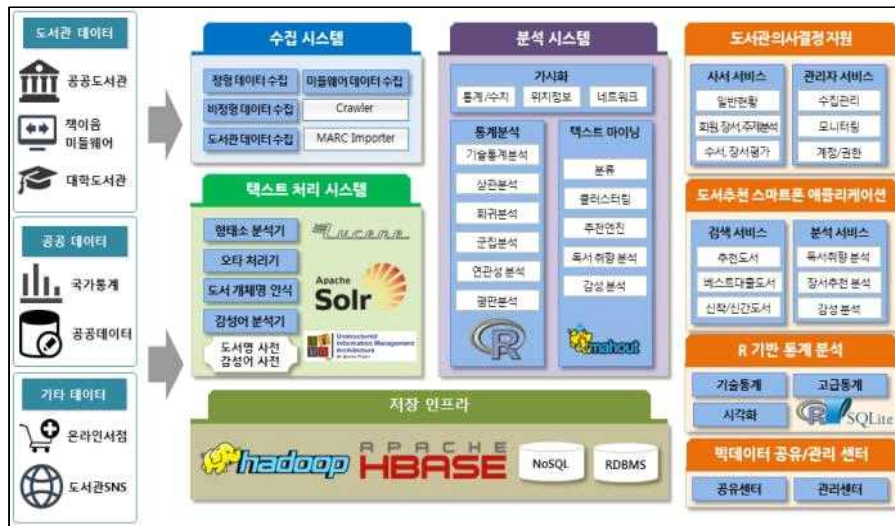 도서관 데이터
공공도서관
책이음
미들웨어
대학도서관
공공 데이터
국가통계
공공데이터
기타 데이터
온라인서점
도서관SNS
수집 시스템
정형 데이터 수집
미들웨어 데이터 수집
비정형 데이터 수집
Crawler
도서관 데이터 수집
MARC Importer
텍스트 처리 시스템
형태소 분석기
Lucene
오타 처리기
도서 개체명 인식
Apache
Solr
감성어 분석기
도서명 사전
감성어 사전
Unstructured
Information Management
Architecture
분석 시스템
가시화
통계/수치
위치정보
네트워크
통계분석
기술통계분석
상관분석
회귀분석
군집분석
연관성 분석
평판분석
R
텍스트 마이닝
분류
클러스터링
추천엔진
독서 취향 분석
감성 분석
mahout
저장 인프라
hadoop
APACHE
HBASE
NoSQL
RDBMS
도서관의사결정지원
사서 서비스
일반현황
회원, 장서, 주제분석
수서, 장서평가
관리자 서비스
수집관리
모니터링
계정/권한
도서추천 스마트폰 애플리케이션
검색 서비스
추천도서
베스트대출도서
신착/신간도서
분석 서비스
독서취향 분석
장서추천 분석
감성 분석
R 기반 통계 분석
기술통계
고급통계
시각화
R
SQLite
빅데이터 공유/관리 센터
공유센터
관리센터